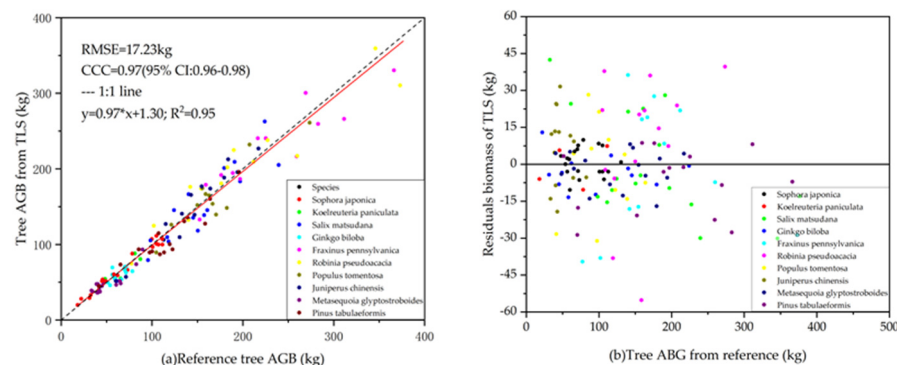 400
300
200
100
0
0
100
200
300
400
Tree AGB from TLS (kg)
RMSE=17.23kg
CCC=0.97(95% CI:0.96-0.98)
--- 1:1 line
y=0.97*x+1.30; R²=0.95
Species
Sophora japonica
Koelreuteria paniculata
Salix matsudana
Ginkgo biloba
Fraxinus pennsylvanica
Robinia pseudoacacia
Populus tomentosa
Juniperus chinensis
Metasequoia glyptostroboides
Pinus tabulaeformis
(a)Reference tree AGB (kg)
60
45
30
15
0
-15
-30
-45
-60
0
100
200
300
400
500
Residuals biomass of TLS (kg)
Sophora japonica
Koelreuteria paniculata
Salix matsudana
Ginkgo biloba
Fraxinus pennsylvanica
Robinia pseudoacacia
Populus tomentosa
Juniperus chinensis
Metasequoia glyptostroboides
Pinus tabulaeformis
(b)Tree ABG from reference (kg)